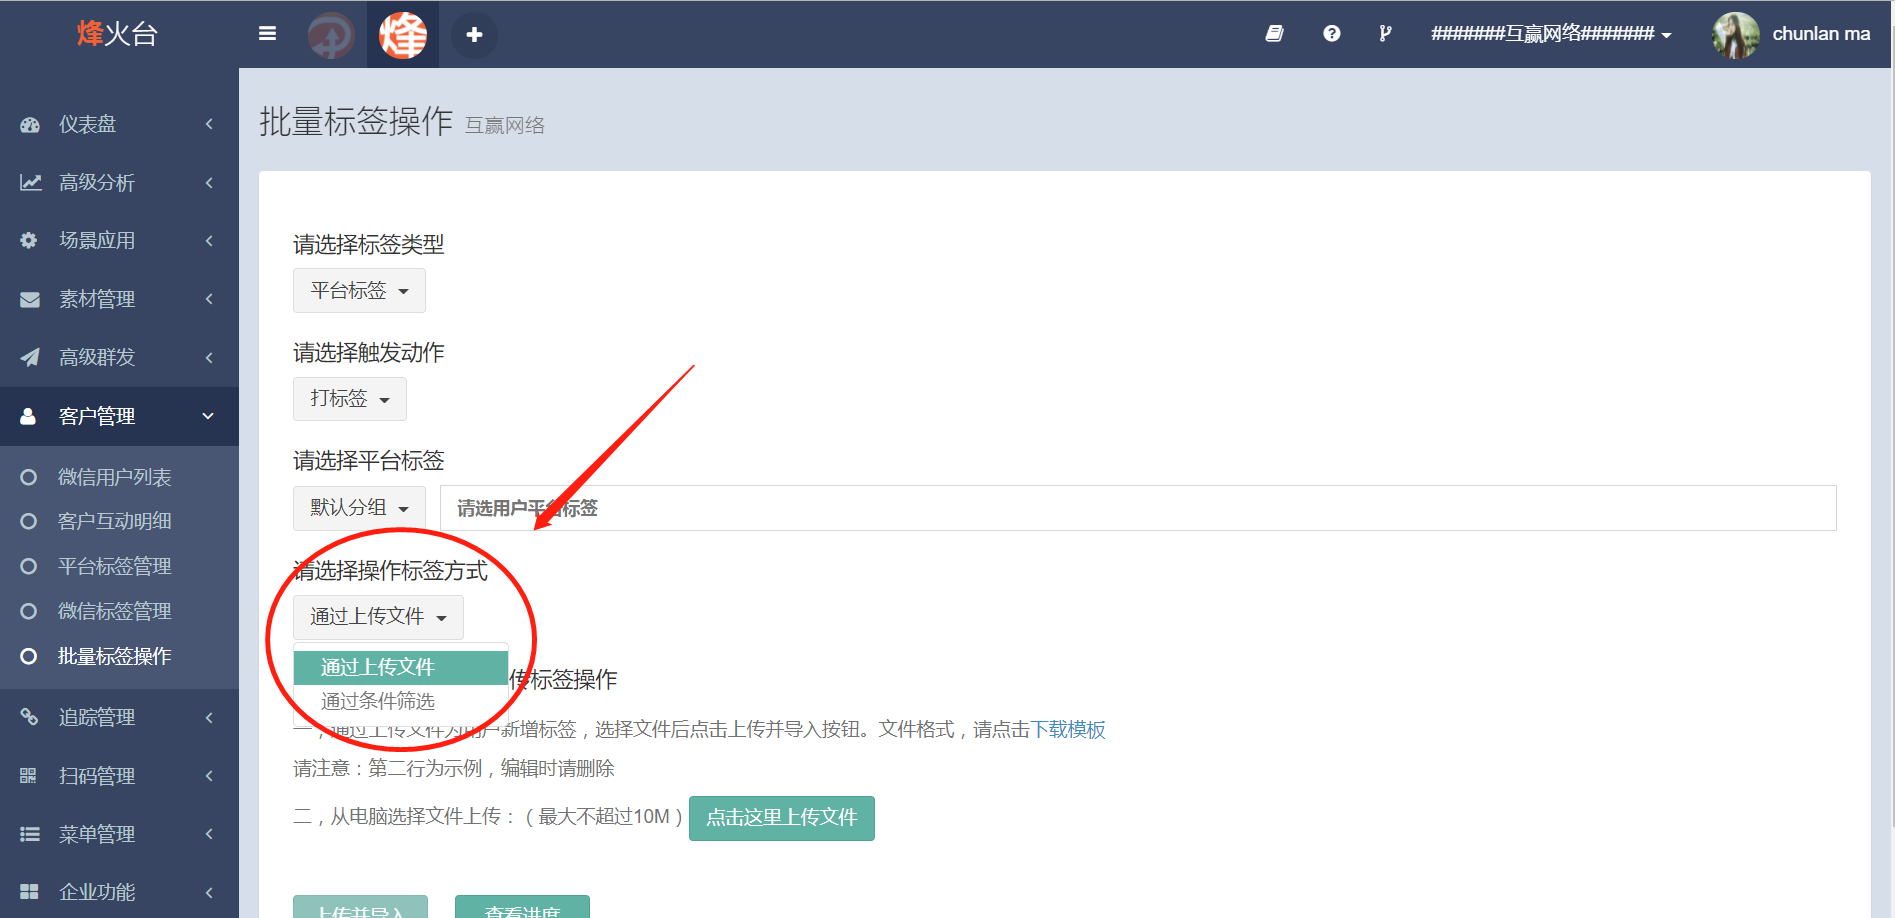 烽火台
烽
#######互赢网络#######
chunlan ma
仪表盘
高级分析
场景应用
素材管理
高级群发
客户管理
微信用户列表
客户互动明细
平台标签管理
微信标签管理
批量标签操作
追踪管理
扫码管理
菜单管理
企业功能
批量标签操作 互赢网络
请选择标签类型
平台标签
请选择触发动作
打标签
请选择平台标签
默认分组
请选用户平台标签
请选择操作标签方式
通过上传文件
通过上传文件
通过条件筛选
传标签操作
一，通过上传文件为用户新增标签，选择文件后点击上传并导入按钮。文件格式，请点击下载模板
请注意：第二行为示例，编辑时请删除
二，从电脑选择文件上传：（最大不超过10M） 点击这里上传文件
上传并导入
查看进度